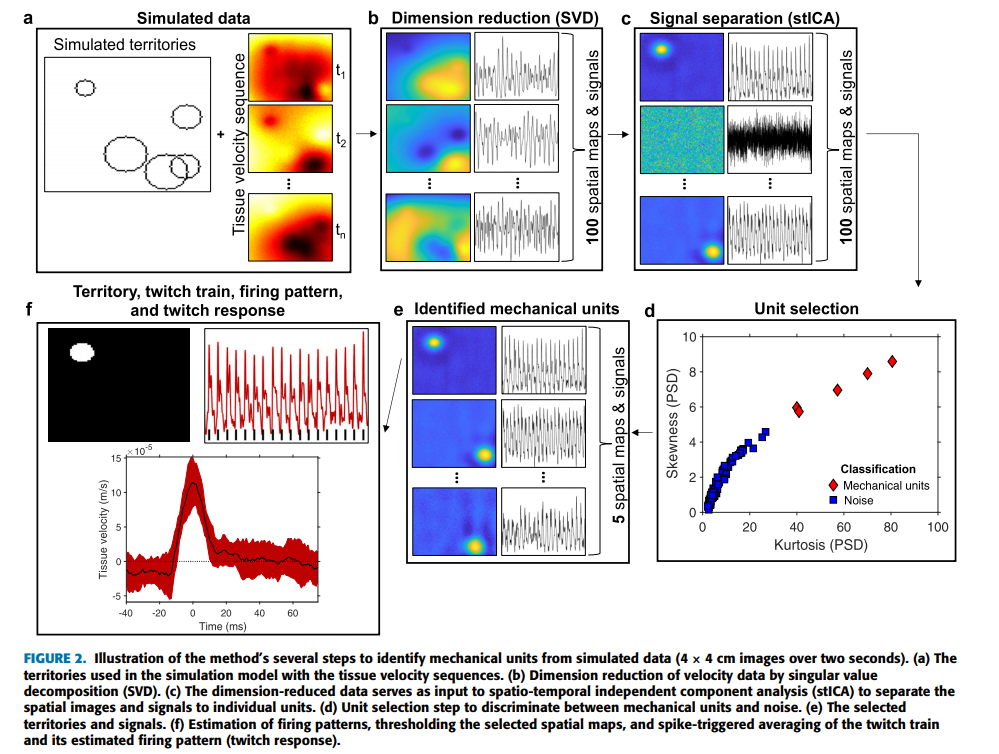 a Simulated data
Simulated territories
+
Tissue velocity sequence
t1
t2
...
tn
b Dimension reduction (SVD)
...
...
100 spatial maps & signals
c Signal separation (stICA)
...
...
100 spatial maps & signals
d Unit selection
10
8
6
4
2
0
Skewness (PSD)
0 20 40 60 80 100
Kurtosis (PSD)
Classification
Mechanical units
Noise
e Identified mechanical units
...
...
5 spatial maps & signals
f Territory, twitch train, firing pattern,
and twitch response
×10-5
15
10
5
0
-5
Tissue velocity (m/s)
-40 -20 0 20 40 60
Time (ms)
FIGURE 2. Illustration of the method's several steps to identify mechanical units from simulated data (4 × 4 cm images over two seconds). (a) The
territories used in the simulation model with the tissue velocity sequences. (b) Dimension reduction of velocity data by singular value
decomposition (SVD). (c) The dimension-reduced data serves as input to spatio-temporal independent component analysis (stICA) to separate the
spatial images and signals to individual units. (d) Unit selection step to discriminate between mechanical units and noise. (e) The selected
territories and signals. (f) Estimation of firing patterns, thresholding the selected spatial maps, and spike-triggered averaging of the twitch train
and its estimated firing pattern (twitch response).